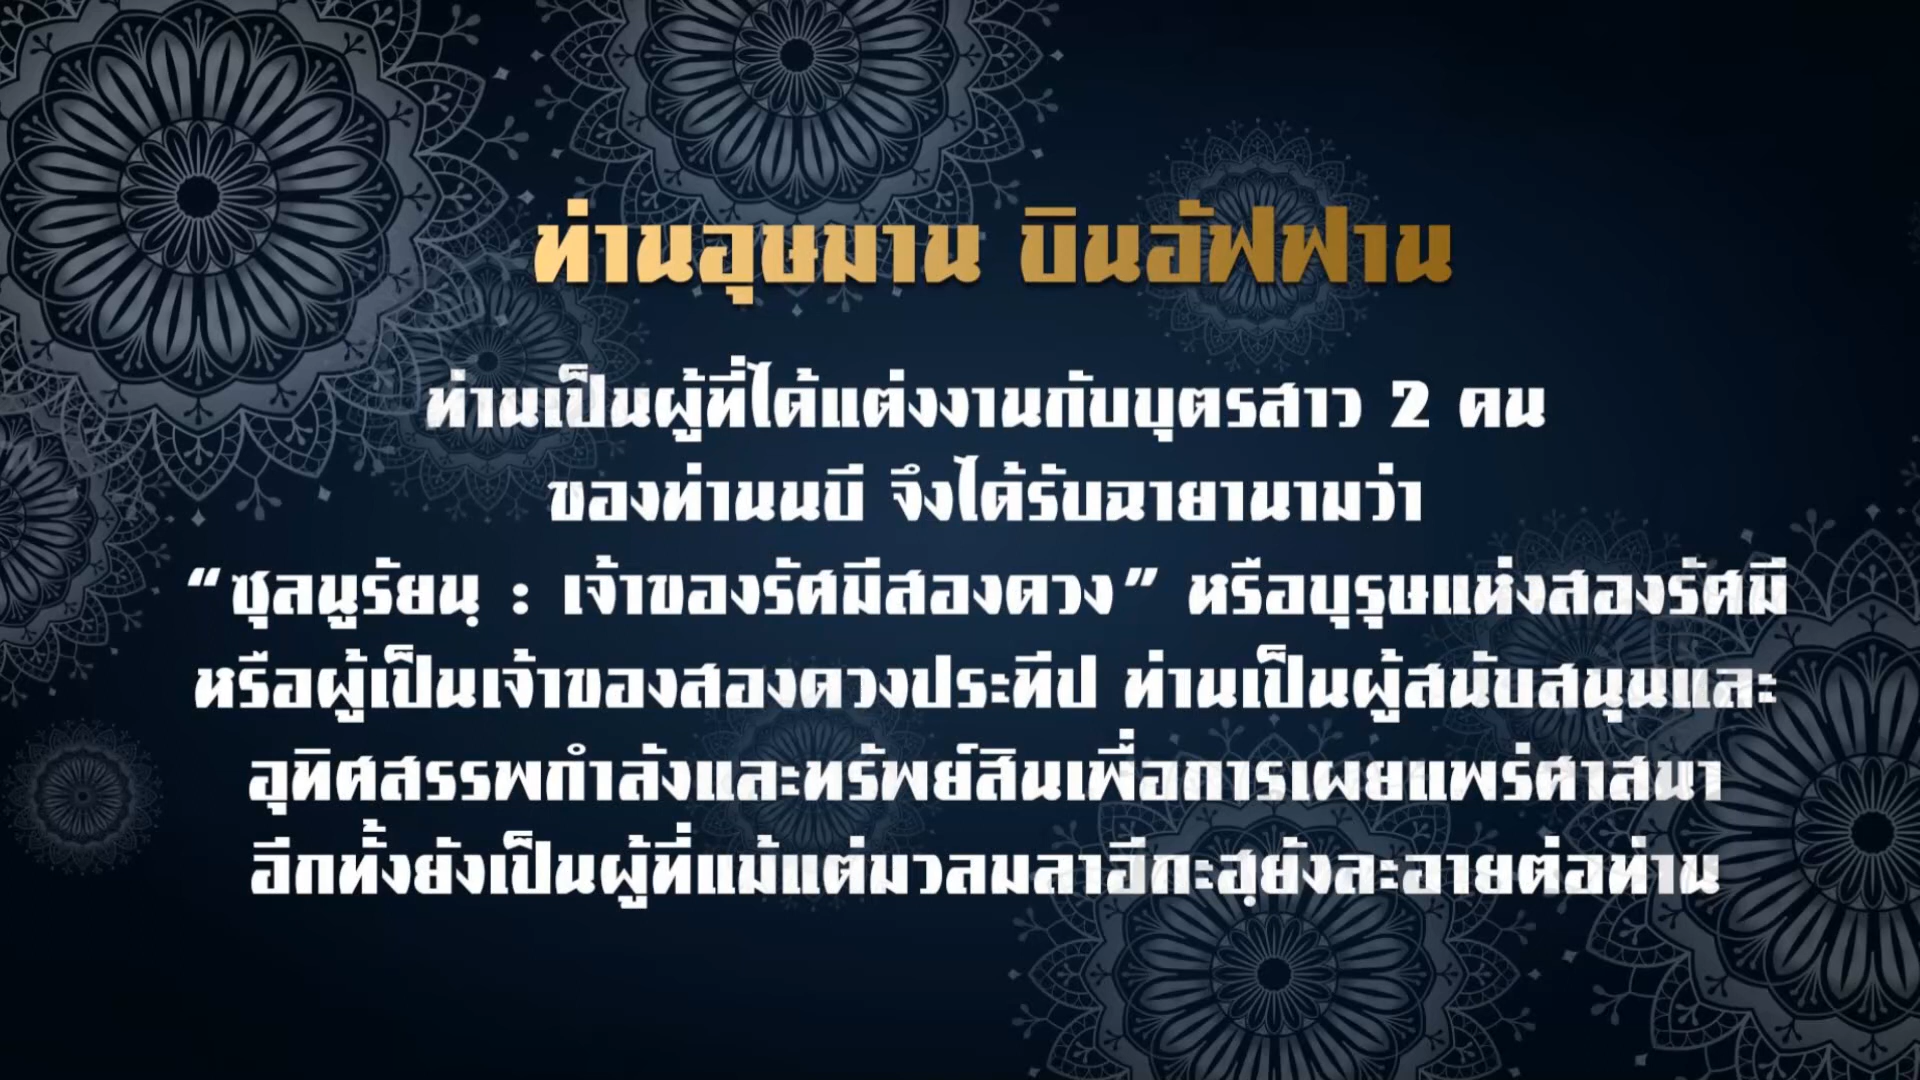 ท่านอุษมาน บินอัฟฟาน
ท่านเป็นผู้ที่ได้แต่งงานกับบุตรสาว 2 คน
ของท่านนบี จึงได้รับฉายานามว่า
“ซุลนูรัยนฺ : เจ้าของรัศมีสองดวง” หรือบุรุษแห่งสองรัศมี
หรือผู้เป็นเจ้าของสองดวงประทีป ท่านเป็นผู้สนับสนุนและ
อุทิศสรรพกำลังและทรัพย์สินเพื่อการเผยแพร่ศาสนา
อีกทั้งยังเป็นผู้ที่แม้แต่มวลมลาอีกะฮฺยังละอายต่อท่าน